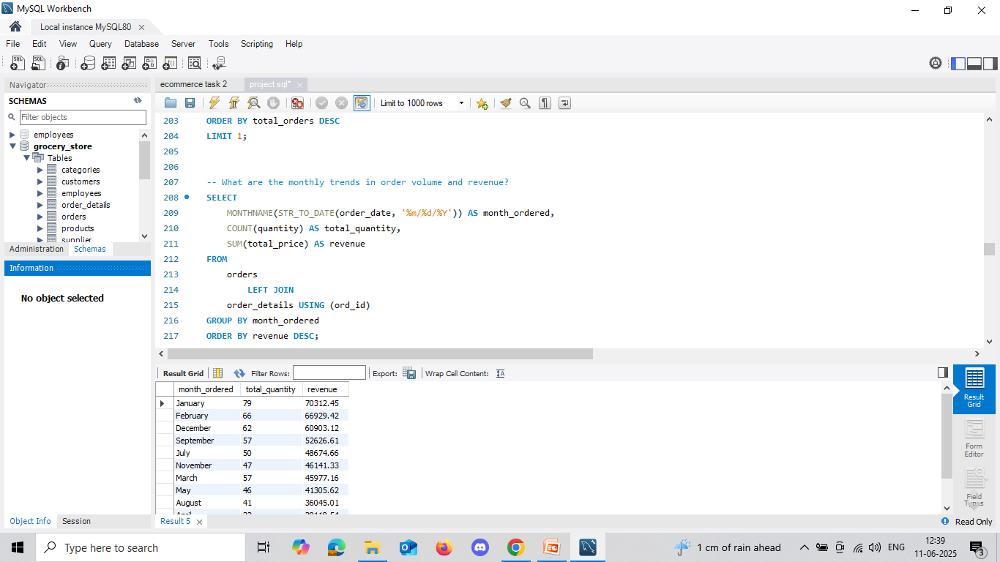 MySQL Workbench
Local instance MySQL80
File Edit View Query Database Server Tools Scripting Help
Navigator
SCHEMAS
Filter objects
employees
grocery_store
Tables
categories
customers
employees
order_details
orders
products
supplier
Administration Schemas
Information
No object selected
Object Info Session
ecommerce task 2 project sql*
Limit to 1000 rows
203 ORDER BY total_orders DESC
204 LIMIT 1;
205
206
207 -- What are the monthly trends in order volume and revenue?
208 SELECT
209 MONTHNAME(STR_TO_DATE(order_date, '%m/%d/%Y')) AS month_ordered,
210 COUNT(quantity) AS total_quantity,
211 SUM(total_price) AS revenue
212 FROM
213 orders
214 LEFT JOIN
215 order_details USING (ord_id)
216 GROUP BY month_ordered
217 ORDER BY revenue DESC;
Result Grid Filter Rows: Export: Wrap Cell Content:
month_ordered total_quantity revenue
January 79 70312.45
February 66 66929.42
December 62 60903.12
September 57 52626.61
July 50 48674.66
November 47 46141.33
March 57 45977.16
May 46 41305.62
August 41 36045.01
Result Grid
Form Editor
Field Types
Result 5
Read Only
Type here to search
1 cm of rain ahead
ENG
12:39
11-06-2025
3